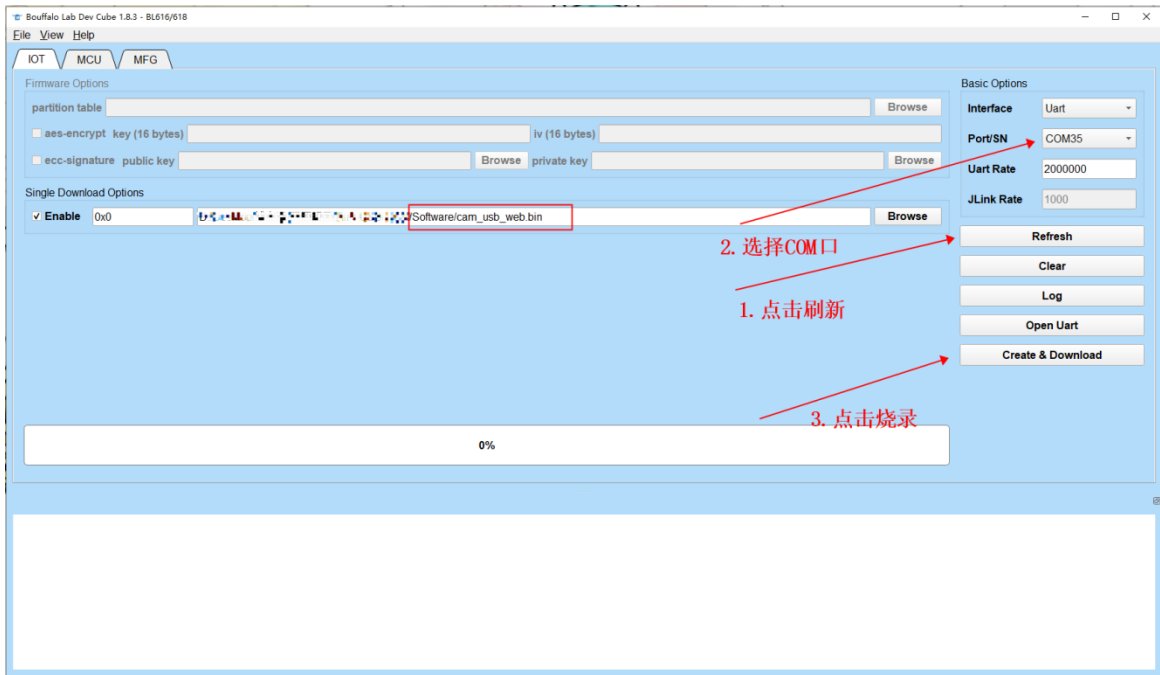 Bouffalo Lab Dev Cube 1.8.3 - BL616/618
File View Help
IOT MCU MFG
Firmware Options
partition table Browse
aes-encrypt key (16 bytes) iv (16 bytes)
ecc-signature public key Browse private key Browse
Single Download Options
Enable 0x0 /Software/cam_usb_web.bin Browse
Basic Options
Interface Uart
Port/SN COM35
Uart Rate 2000000
JLink Rate 1000
Refresh
Clear
Log
Open Uart
Create & Download
2. 选择COM口
1. 点击刷新
3. 点击烧录
0%